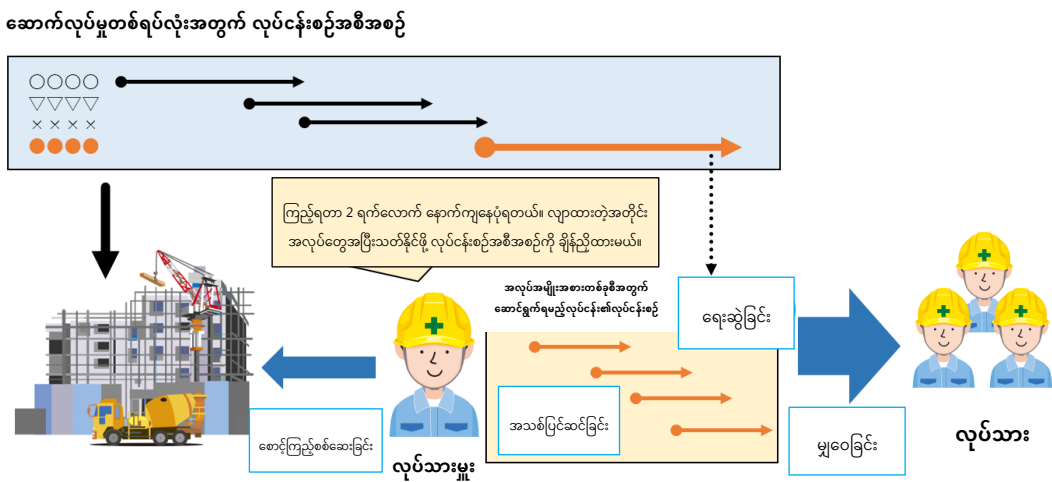 ဆောက်လုပ်မှုတစ်ရပ်လုံးအတွက် လုပ်ငန်းစဉ်အစီအစဉ်
ကြည့်ရတာ 2 ရက်လောက် နောက်ကျနေပုံရတယ်။ လျာထားတဲ့အတိုင်း
အလုပ်တွေအပြီးသတ်နိုင်ဖို့ လုပ်ငန်းစဉ်အစီအစဉ်ကို ချိန်ညှိထားမယ်။
အလုပ်အမျိုးအစားတစ်ခုစီအတွက်
ဆောင်ရွက်ရမည့်လုပ်ငန်း၏လုပ်ငန်းစဉ်
ရေးဆွဲခြင်း
အသစ်ပြင်ဆင်ခြင်း
စောင့်ကြည့်စစ်ဆေးခြင်း
မျှဝေခြင်း
လုပ်သားမှူး
လုပ်သား